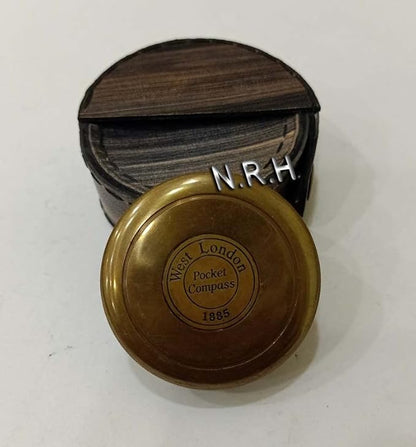 N.R.H.
West London
Pocket
Compass
1885